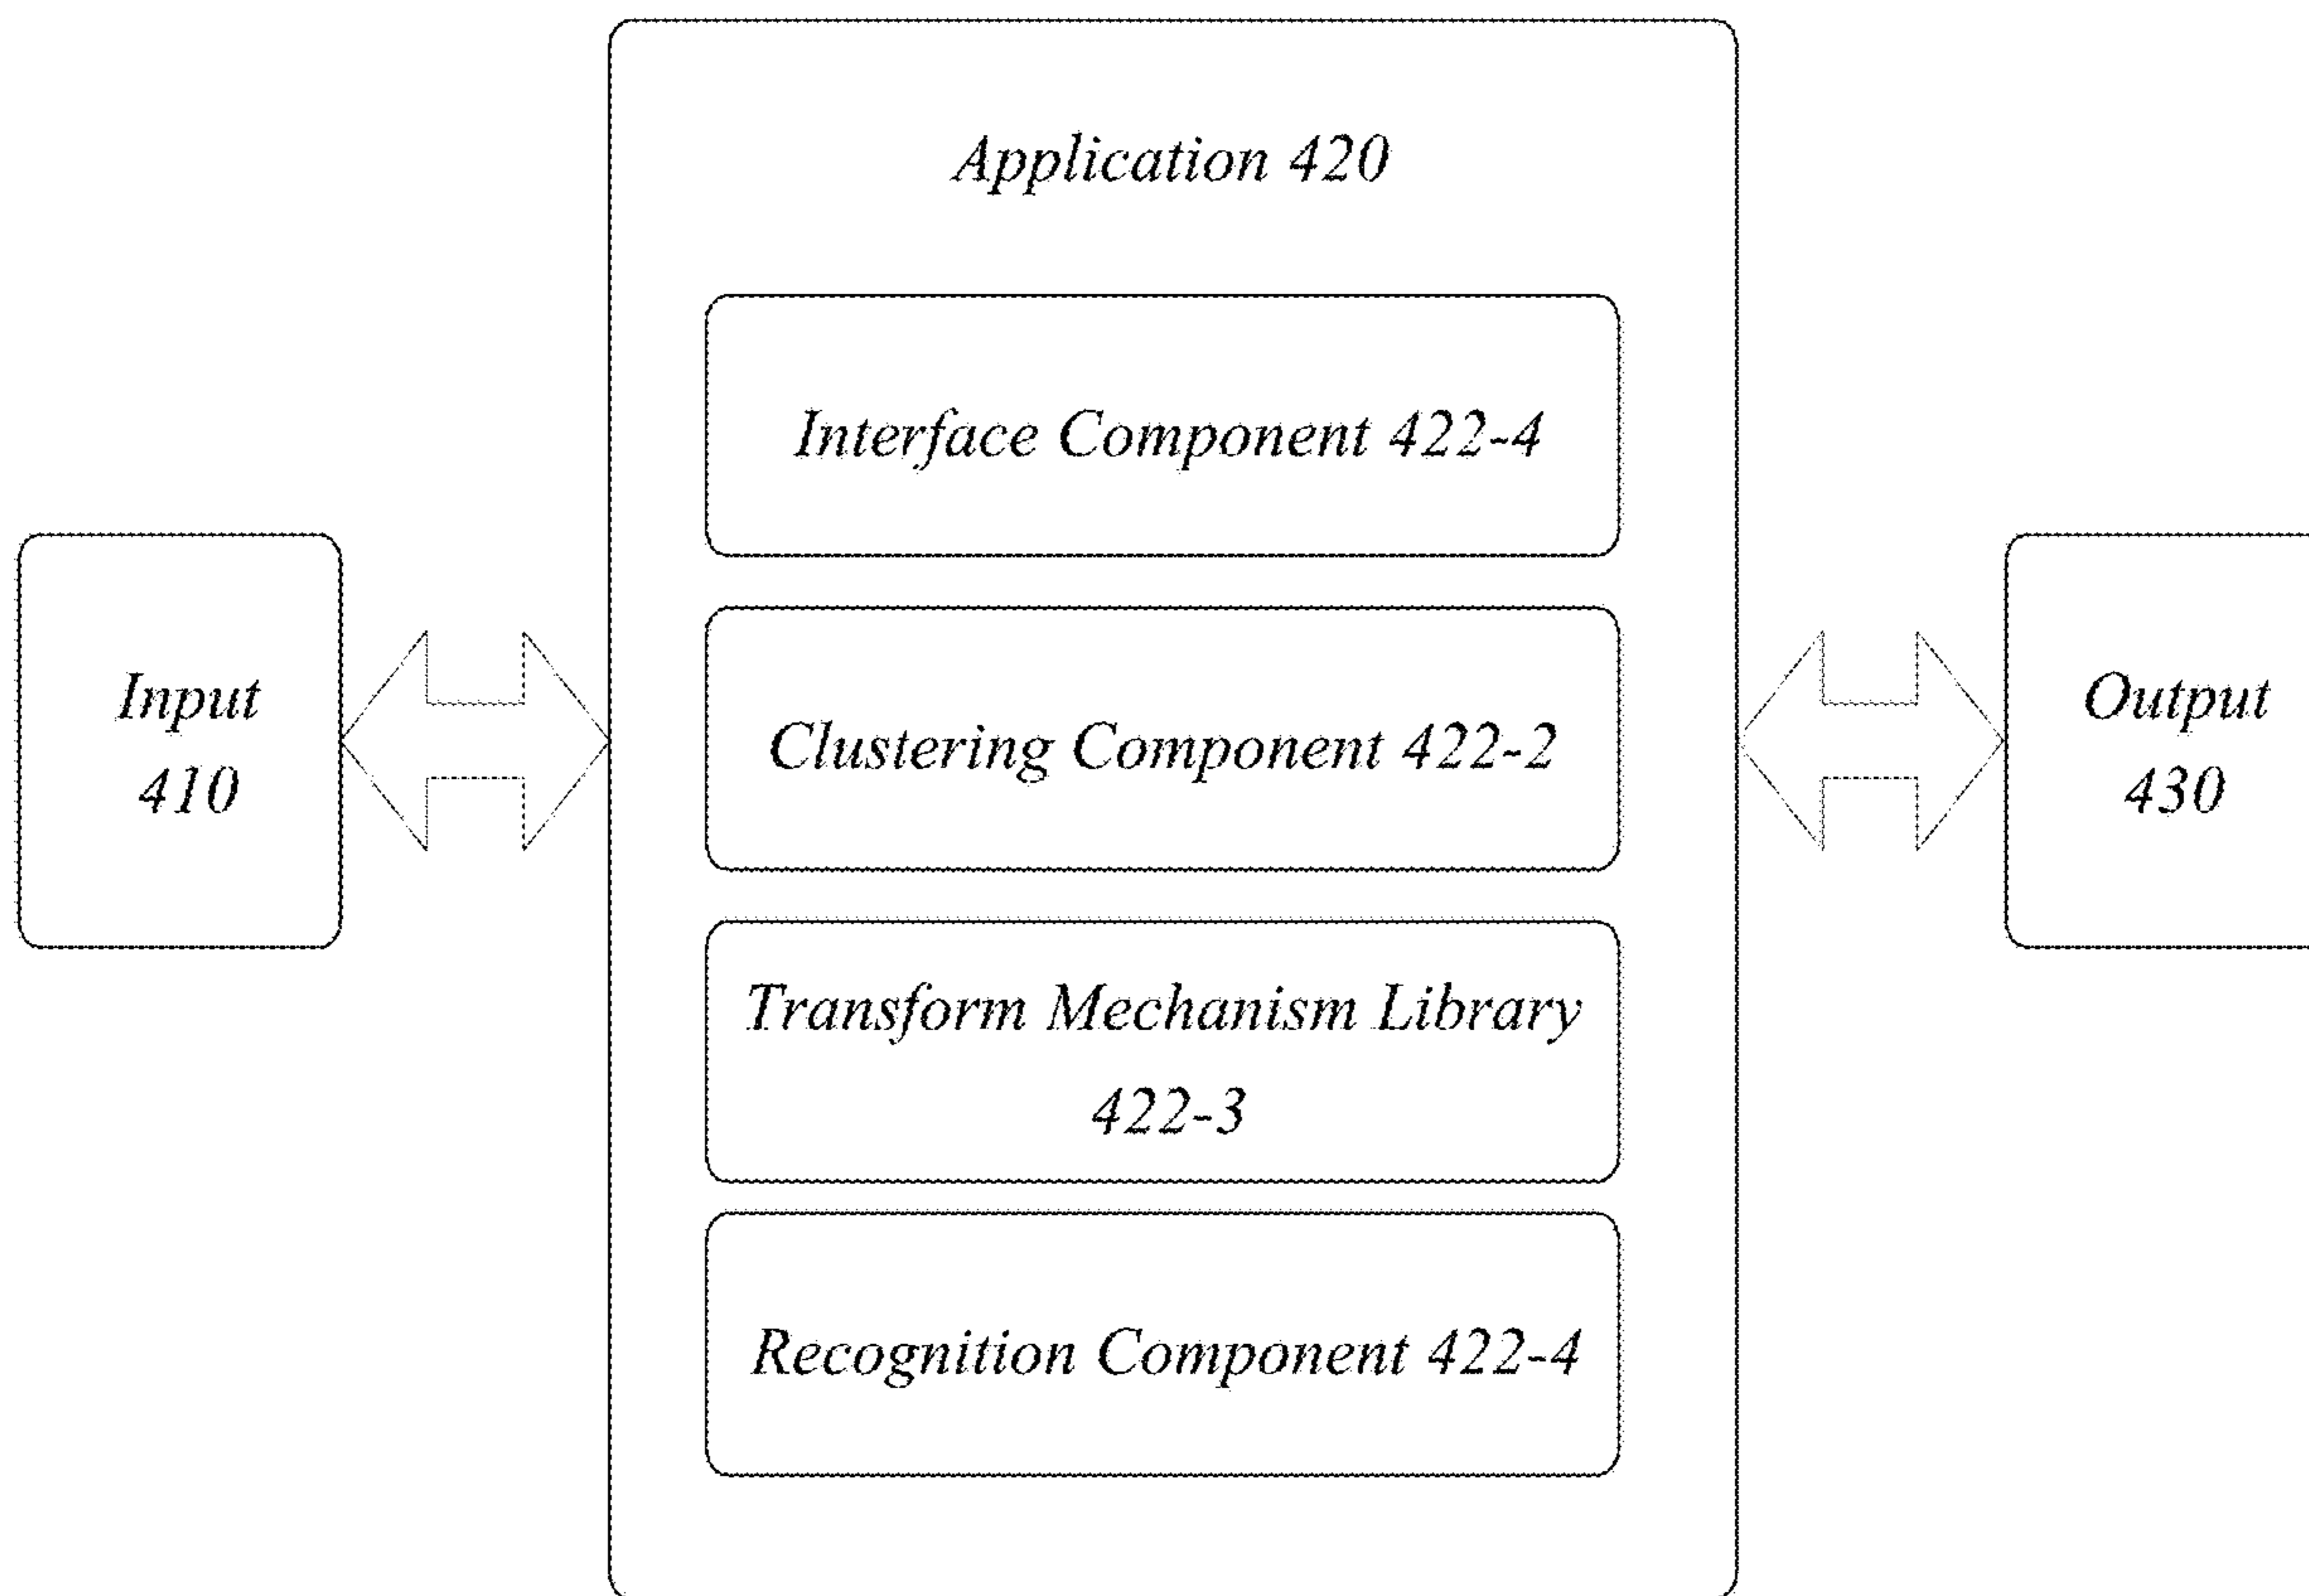 Application 420
Interface Component 422-4
Input
410
Clustering Component 422-2
Output
430
Transform Mechanism Library
422-3
Recognition Component 422-4